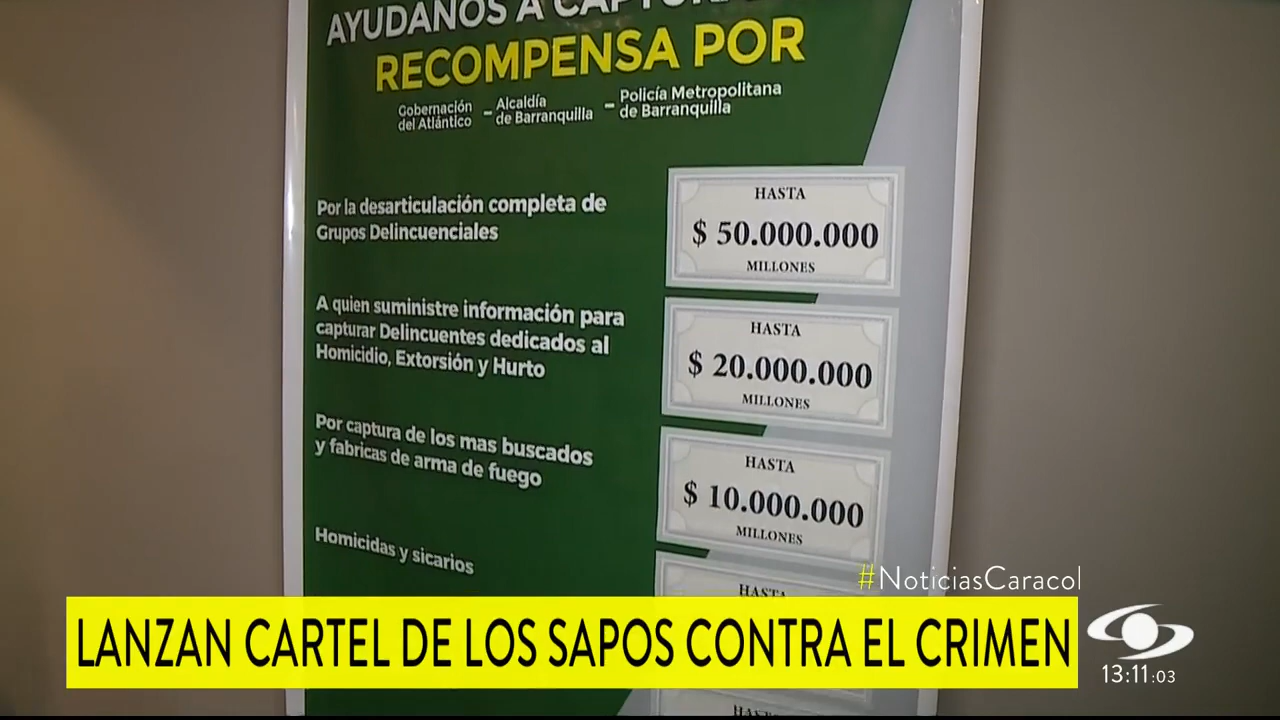 AYUDANOS A
RECOMPENSA POR
Gobernación del Atlántico - Alcaldía de Barranquilla - Policía Metropolitana de Barranquilla
Por la desarticulación completa de
Grupos Delincuenciales
HASTA
$ 50.000.000
MILLONES
A quien suministre información para
capturar Delincuentes dedicados al
Homicidio, Extorsión y Hurto
HASTA
$ 20.000.000
MILLONES
Por captura de los mas buscados
y fabricas de arma de fuego
HASTA
$ 10.000.000
MILLONES
Homicidas y sicarios
HASTA
#NoticiasCaracol
LANZAN CARTEL DE LOS SAPOS CONTRA EL CRIMEN
13:11:03
HASTA